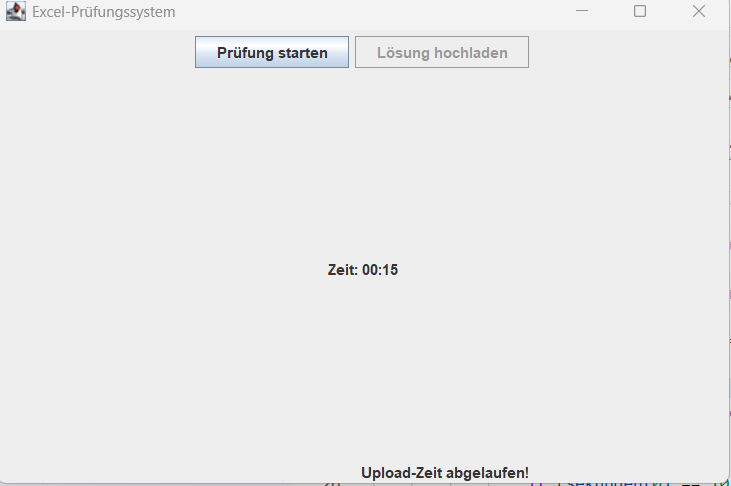 Excel-Prüfungssystem
Prüfung starten
Lösung hochladen
Zeit: 00:15
Upload-Zeit abgelaufen!